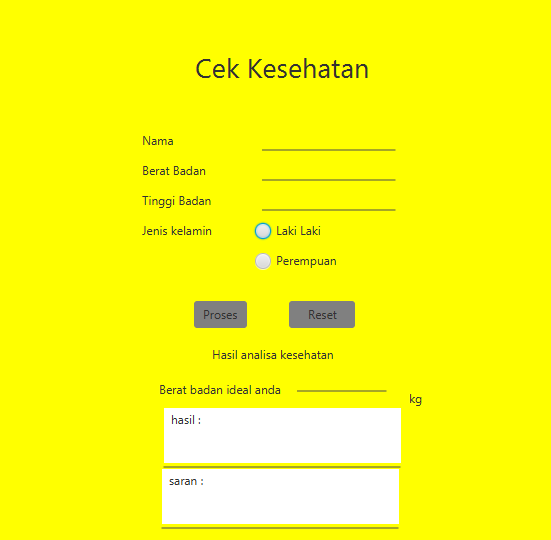 Cek Kesehatan
Nama
Berat Badan
Tinggi Badan
Jenis kelamin Laki Laki
Perempuan
Proses Reset
Hasil analisa kesehatan
Berat badan ideal anda kg
hasil :
saran :